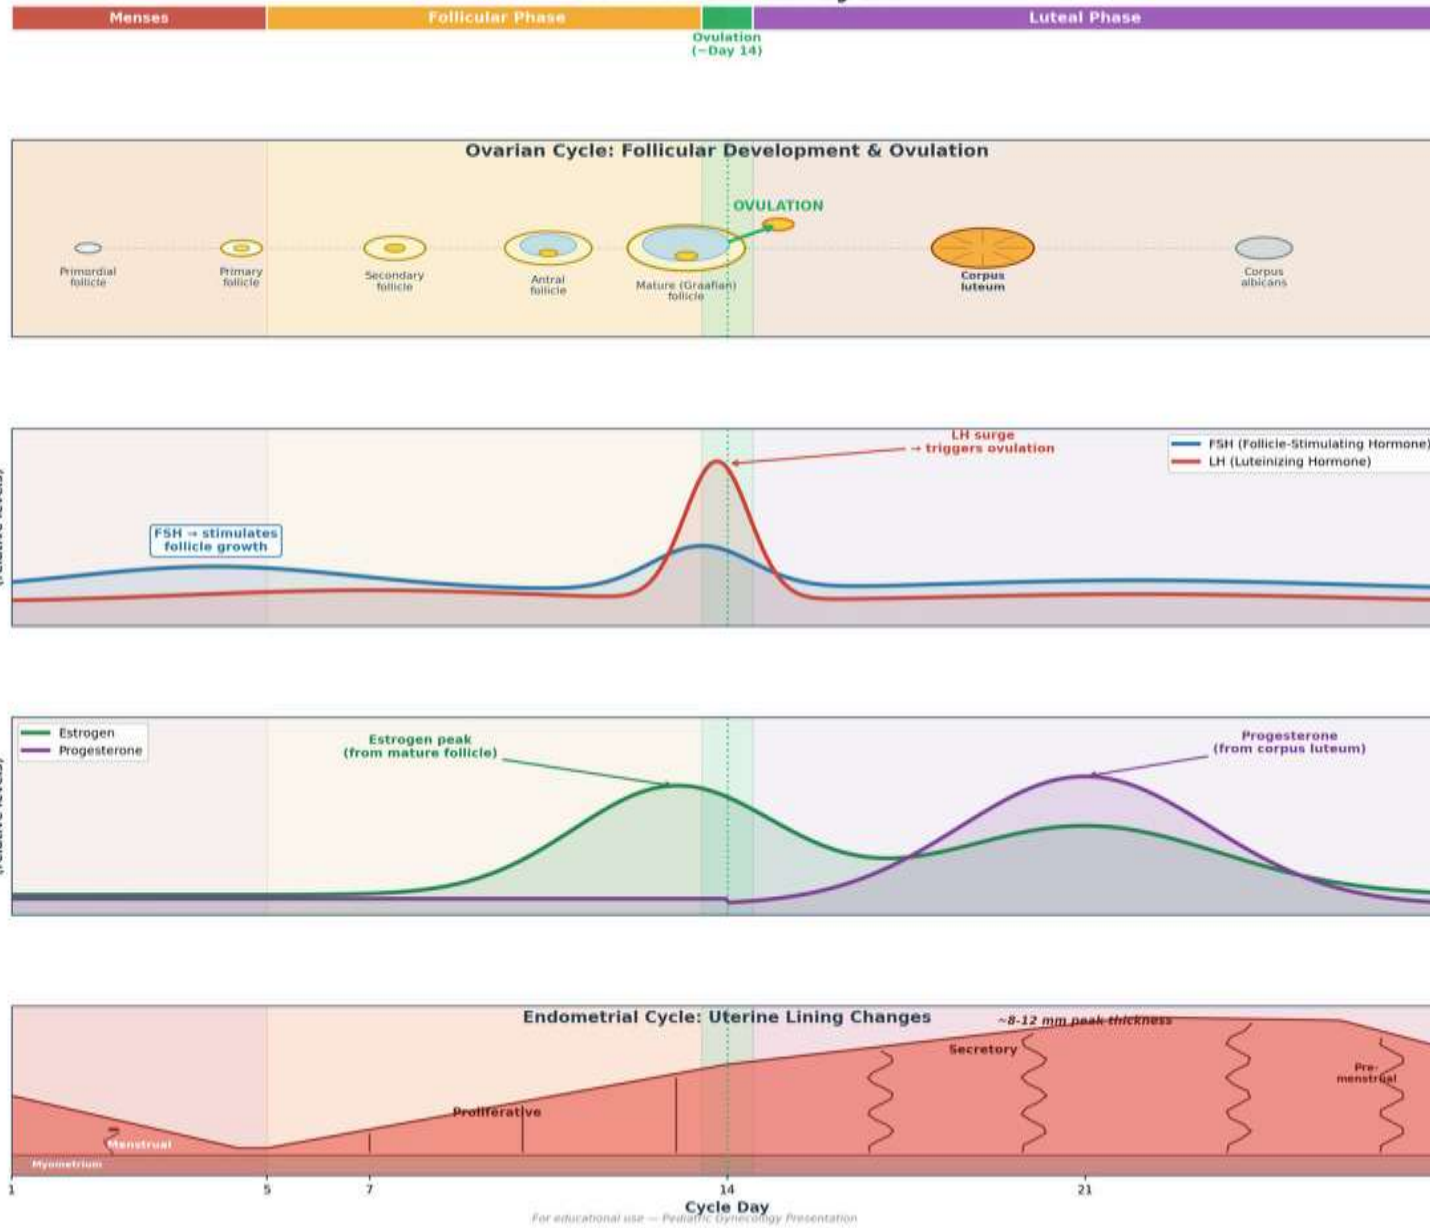 Menses
Follicular Phase
Luteal Phase
Ovulation
(~Day 14)
Ovarian Cycle: Follicular Development & Ovulation
OVULATION
Primordial
follicle
Primary
follicle
Secondary
follicle
Antral
follicle
Mature (Graafian)
follicle
Corpus
luteum
Corpus
albicans
LH surge
→ triggers ovulation
FSH (Follicle-Stimulating Hormone)
LH (Luteinizing Hormone)
FSH → stimulates
follicle growth
Estrogen
Progesterone
Estrogen peak
(from mature follicle)
Progesterone
(from corpus luteum)
Endometrial Cycle: Uterine Lining Changes
~8-12 mm peak thickness
Secretory
Pre-
menstrual
Proliferative
Menstrual
Myometrium
1 5 7 14 21
Cycle Day
For educational use — Pediatric Gynecology Presentation